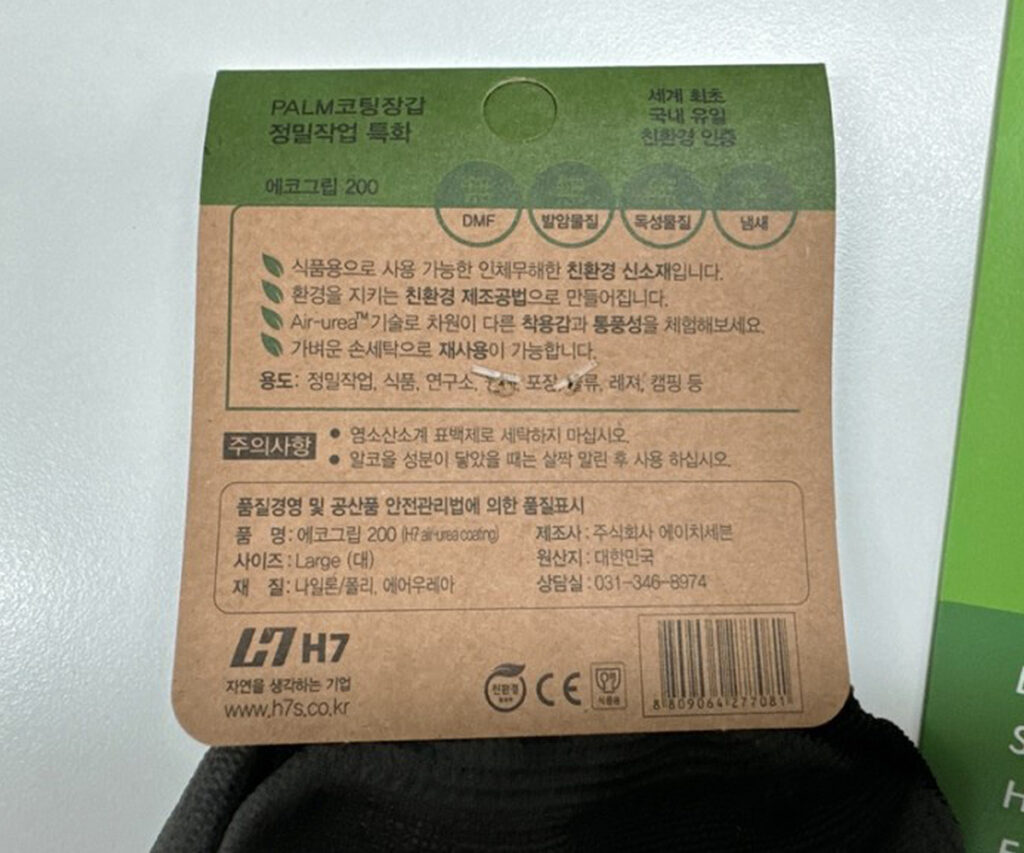 PALM코팅장갑
정밀작업 특화
세계 최초
국내 유일
친환경 인증
에코그립 200
DMF
발암물질
독성물질
냄새
식품용으로 사용 가능한 인체무해한 친환경 신소재입니다.
환경을 지키는 친환경 제조공법으로 만들어집니다.
Air-urea™기술로 차원이 다른 착용감과 통풍성을 체험해보세요.
가벼운 손세탁으로 재사용이 가능합니다.
용도: 정밀작업, 식품, 연구소, 포장, 레져, 캠핑 등
주의사항
● 염소산소계 표백제로 세탁하지 마십시오.
● 알코올 성분이 닿았을 때는 살짝 말린 후 사용 하십시오.
품질경영 및 공산품 안전관리법에 의한 품질표시
품 명: 에코그립 200 (H7 air-urea coating)
제조사: 주식회사 에이치세븐
사이즈: Large (대)
원산지: 대한민국
재 질: 나일론/폴리, 에어우레아
상담실: 031-346-8974
H7 H7
자연을 생각하는 기업
www.h7s.co.kr
친환경
CE
식품용
8 809064 277081
S
H